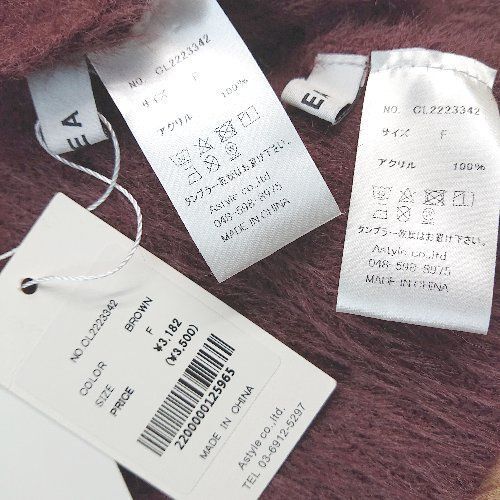 EA
NO. CL2223342
サイズ F
アクリル 100%
タンブラー乾燥はお避け下さい。
Astyle co.,ltd
048-598-8975
MADE IN CHINA
E
NO. CL2223342
サイズ F
アクリル 100%
タンブラー乾燥はお避け下さい。
Astyle co.,ltd
048-598-8975
MADE IN CHINA
NO.CL2223342
COLOR BROWN
SIZE F
PRICE ¥3,182
(¥3,500)
2200000125965
MADE IN CHINA
Astyle co.,ltd.
TEL 03-6912-5297